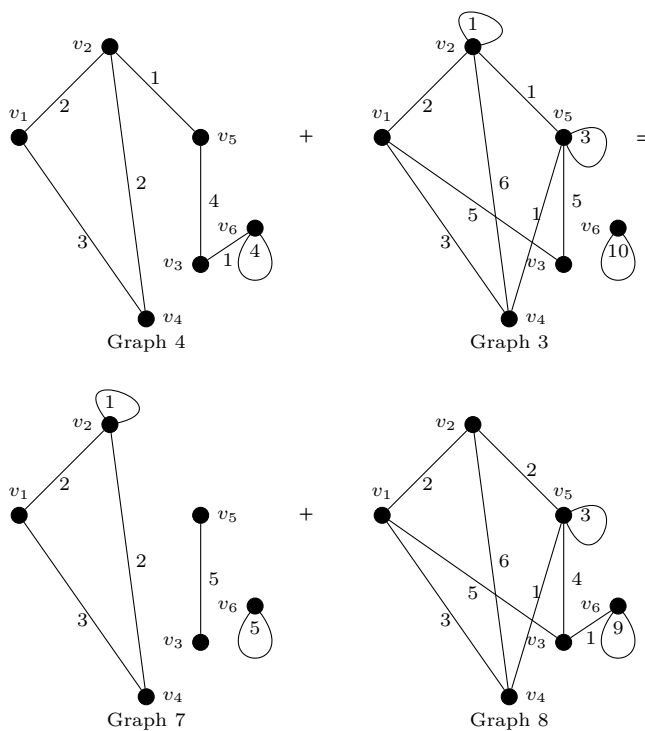 1
v2 v2
1 1
2 2
v1 v1 v5
v5 + 3 =
2 6
4 5 5
3 3 1
v6 v6
v3 1 4 v3 10
v4 v4
Graph 4 Graph 3
1
v2 v2
2
2 2
v1 v5 + v1 v5 3
2 6
5 4
3 5 3 1
v6 v6
v3 5 v3 1 9
v4 v4
Graph 7 Graph 8